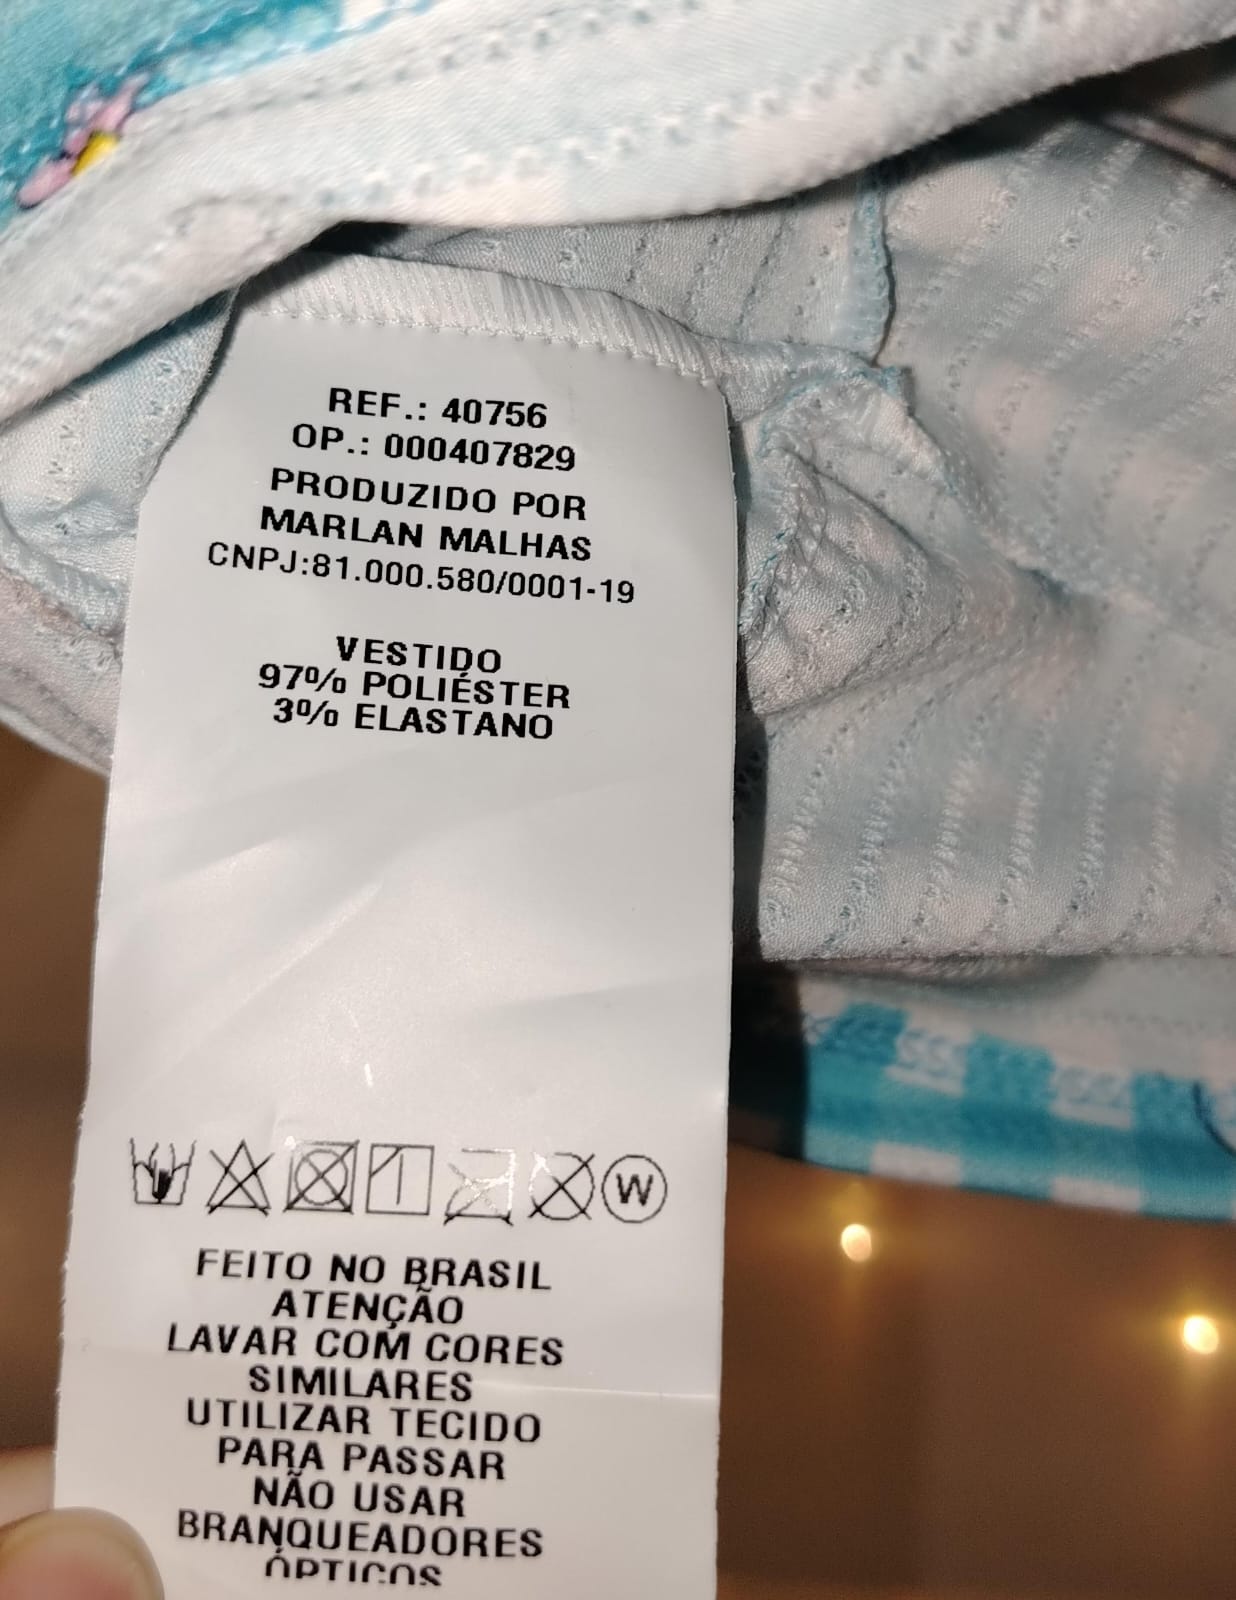 REF.: 40756
OP.: 000407829
PRODUZIDO POR
MARLAN MALHAS
CNPJ:81.000.580/0001-19
VESTIDO
97% POLIÉSTER
3% ELASTANO
W
FEITO NO BRASIL
ATENÇÃO
LAVAR COM CORES
SIMILARES
UTILIZAR TECIDO
PARA PASSAR
NÃO USAR
BRANQUEADORES
ÓPTICOS